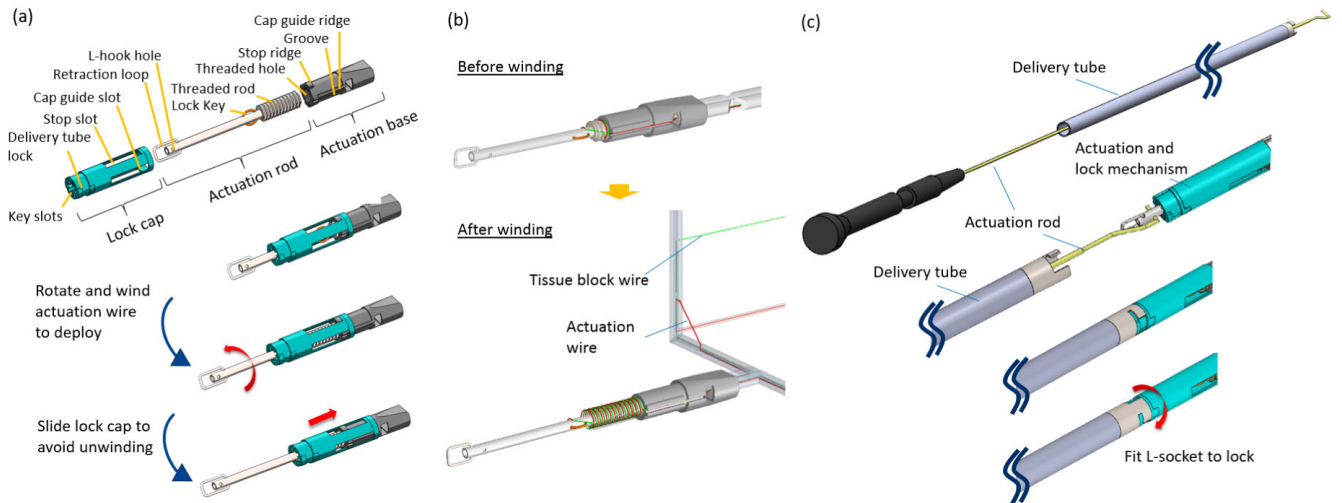 (a)
Cap guide ridge
Groove
Stop ridge
Threaded hole
Threaded rod
Lock Key
L-hook hole
Retraction loop
Cap guide slot
Stop slot
Delivery tube
lock
Key slots
Lock cap
Actuation rod
Actuation base
Rotate and wind
actuation wire
to deploy
Slide lock cap to
avoid unwinding
(b)
Before winding
After winding
Tissue block wire
Actuation
wire
(c)
Delivery tube
Actuation and
lock mechanism
Actuation rod
Delivery tube
Fit L-socket to lock